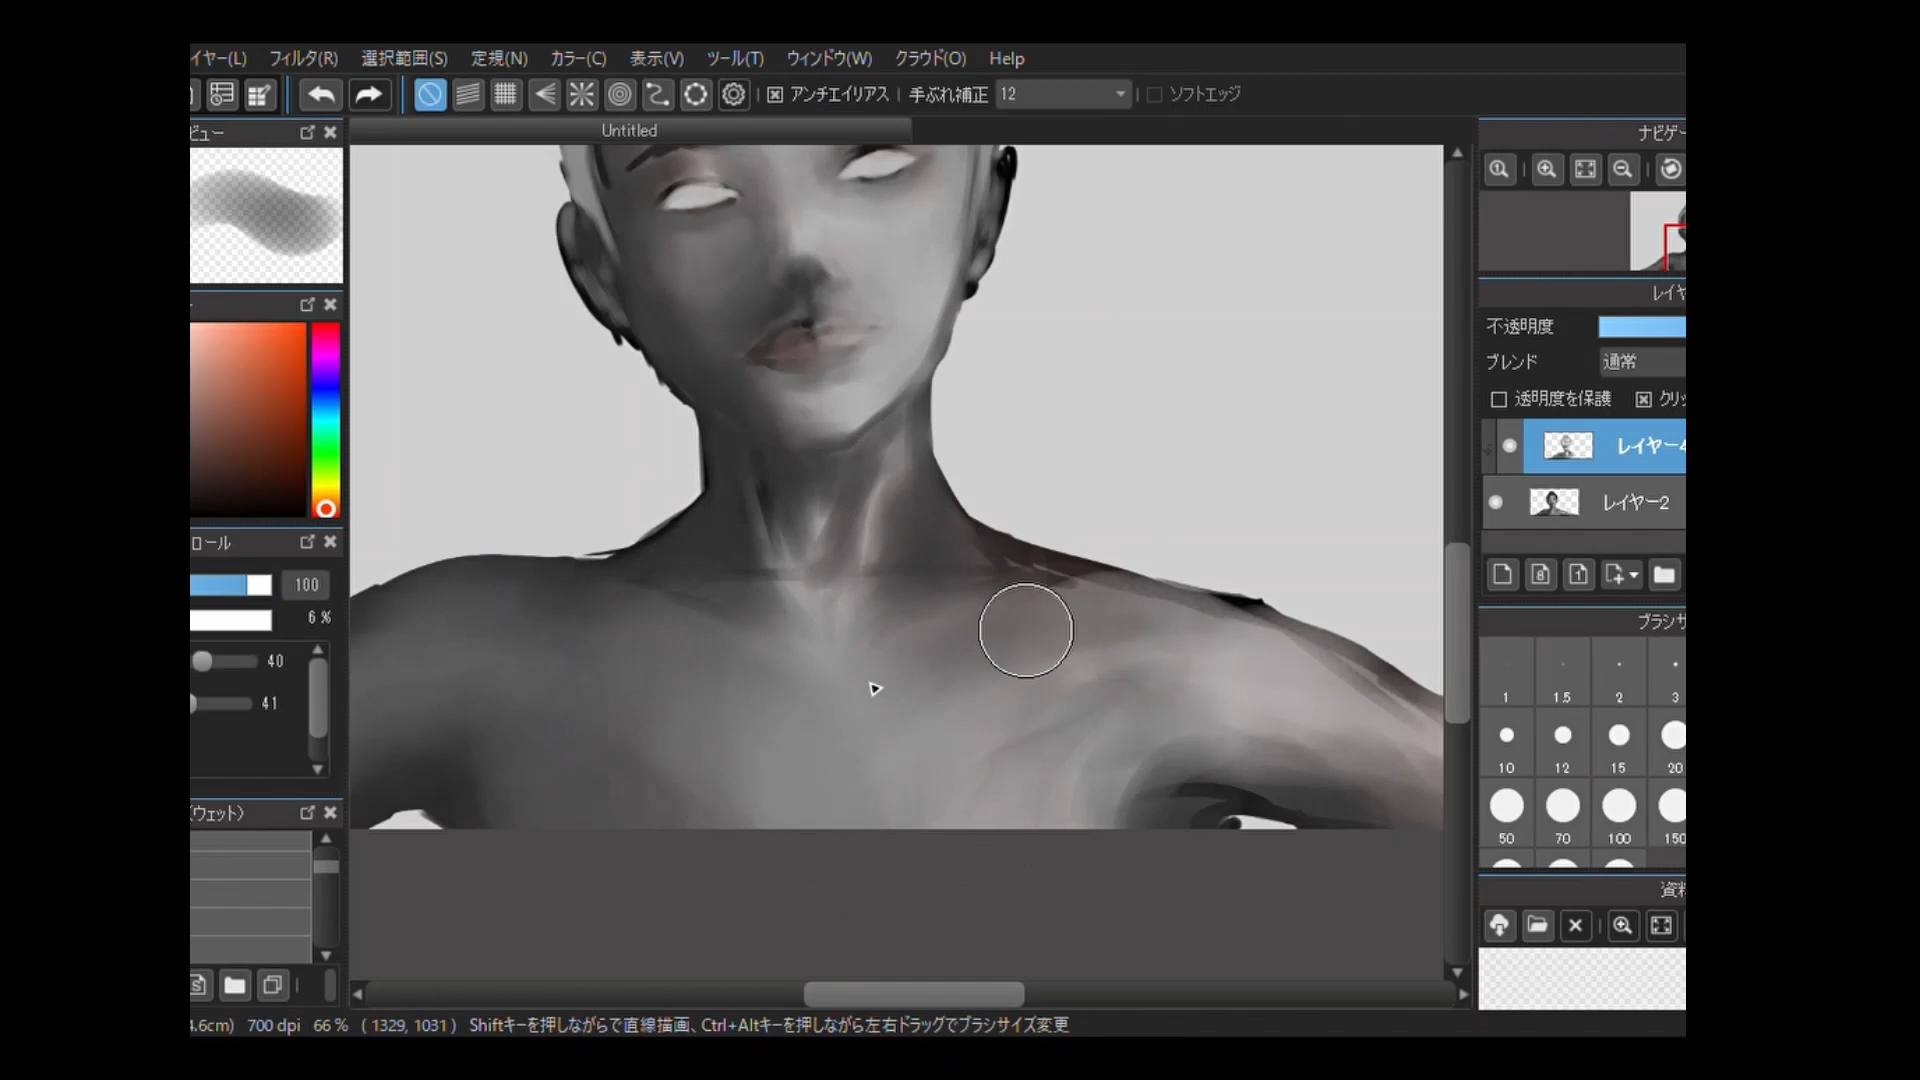 イヤー(L) フィルタ(R) 選択範囲(S) 定規(N) カラー(C) 表示(V) ツール(T) ウィンドウ(W) クラウド(O) Help
アンチエイリアス 手ぶれ補正 12 ソフトエッジ
ビュー
Untitled
ナビゲー
レイヤ
不透明度
ブレンド 通常
透明度を保護 クリッ
レイヤー4
レイヤー2
ロール
100
6 %
40
41
ブラシサ
1 1.5 2 3
10 12 15 20
50 70 100 150
(ウェット)
資料
4.6cm) 700 dpi 66 % ( 1329, 1031 ) Shiftキーを押しながらで直線描画、Ctrl+Altキーを押しながら左右ドラッグでブラシサイズ変更